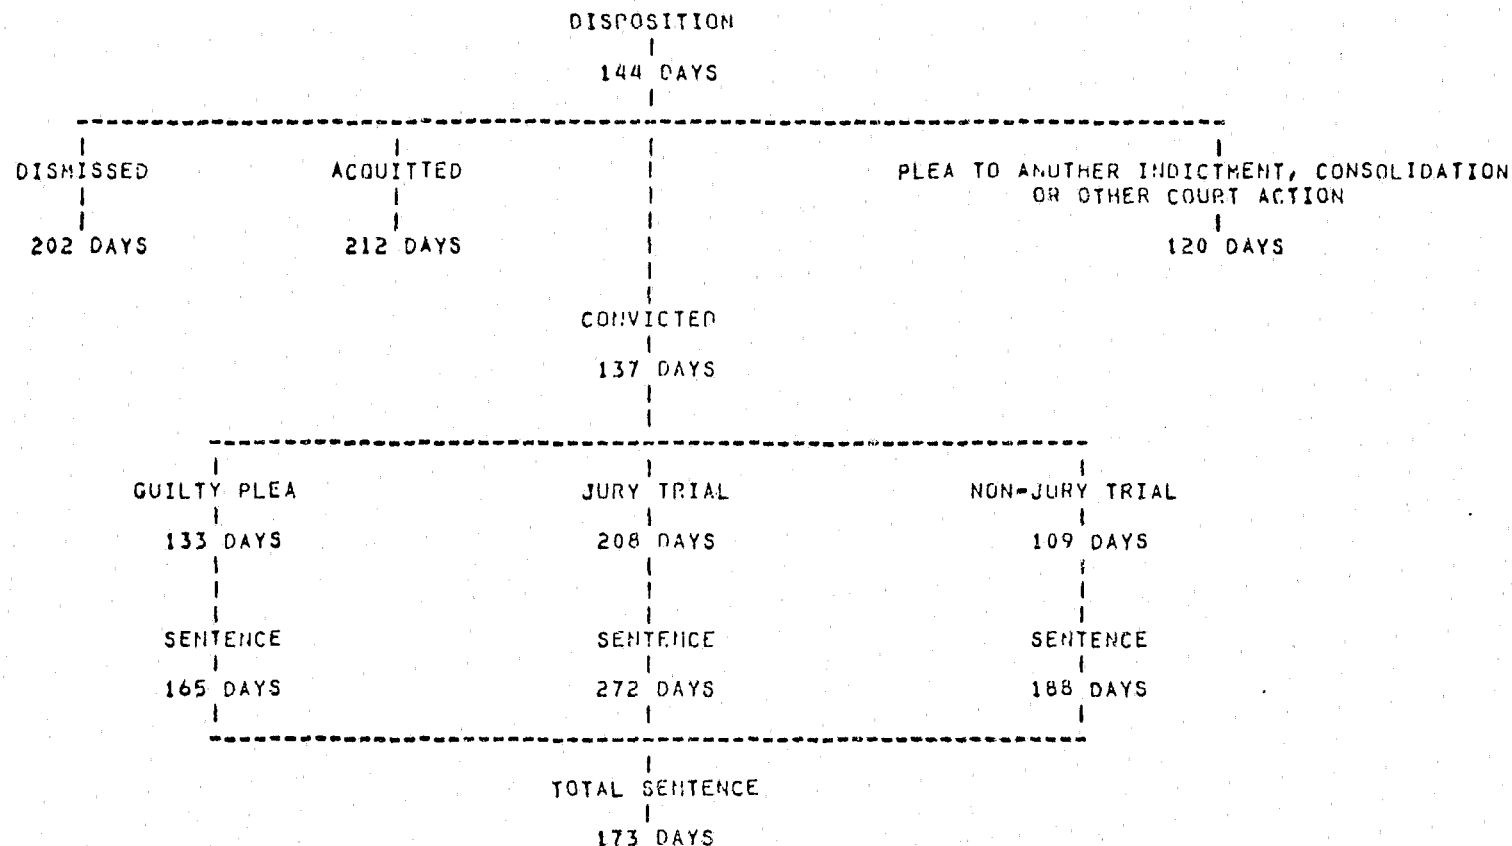 DISPOSITION
144 DAYS
DISMISSED ACQUITTED PLEA TO ANOTHER INDICTMENT, CONSOLIDATION
OR OTHER COURT ACTION
202 DAYS 212 DAYS 120 DAYS
CONVICTED
137 DAYS
GUILTY PLEA JURY TRIAL NON-JURY TRIAL
133 DAYS 208 DAYS 109 DAYS
SENTENCE SENTENCE SENTENCE
165 DAYS 272 DAYS 188 DAYS
TOTAL SENTENCE
173 DAYS